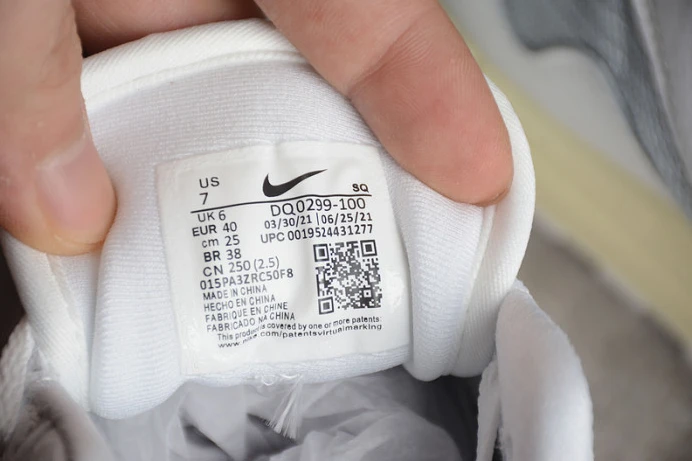 US
7
SQ
UK 6
DQ0299-100
EUR 40
03/30/21 | 06/25/21
cm 25
UPC 0019524431277
BR 38
CN 250 (2.5)
015PA3ZRC50F8
MADE IN CHINA
HECHO EN CHINA
FABRIQUE EN CHINE
FABRICADO NA CHINA
This product is covered by one or more patents:
www.nike.com/patentsvirtualmarking